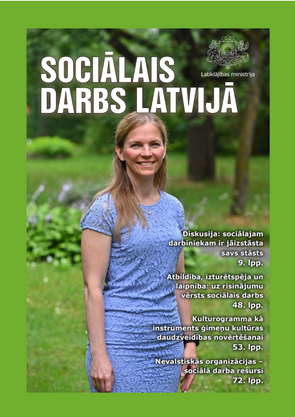 Labklājības ministrija
SOCIĀLAIS
DARBS LATVIJĀ
Diskusija: sociālajam
darbiniekam ir jāizstāsta
savs stāsts
9. lpp.
Atbildība, izturētspēja un
laipnība: uz risinājumu
vērsts sociālais darbs
48. lpp.
Kulturogramma kā
instruments ģimeņu kultūras
daudzveidības novērtēšanai
53. lpp.
Nevalstiskās organizācijas –
sociālā darba resursi
72. lpp.